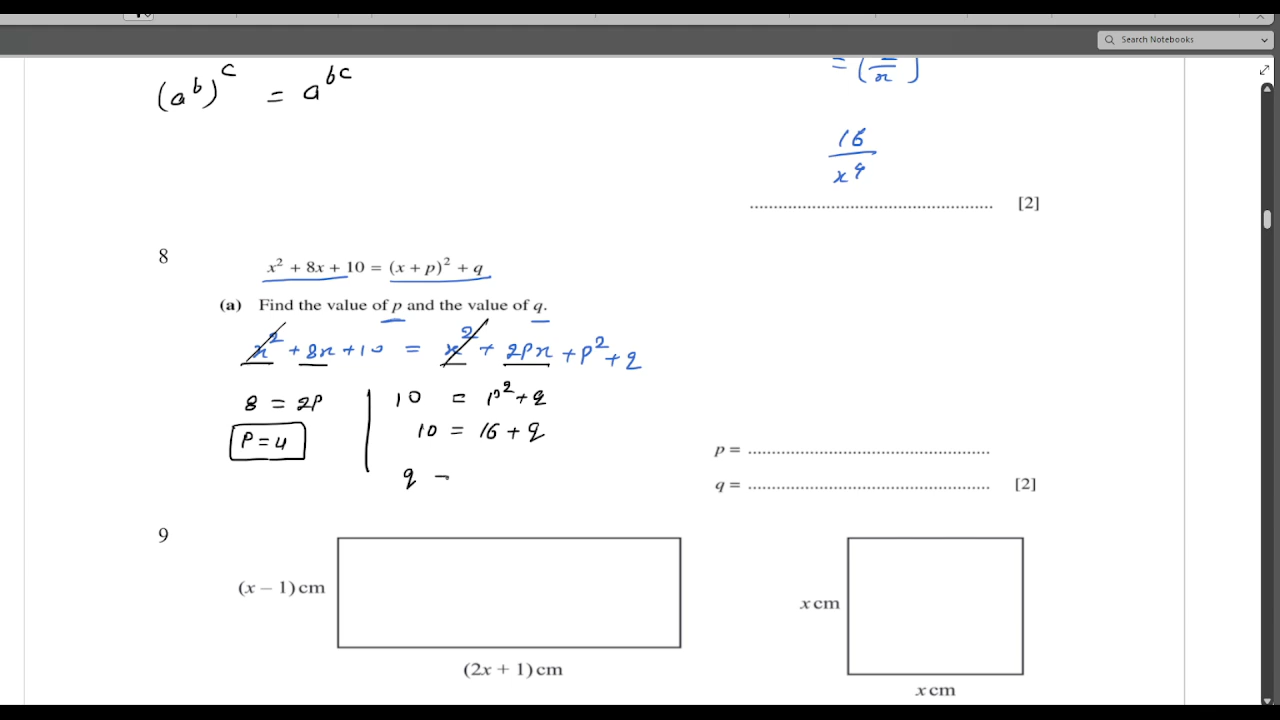 Search Notebooks
(a^b)^c = a^bc
16
x^9
[2]
8
x² + 8x + 10 = (x + p)² + q
(a) Find the value of p and the value of q.
x² + 8x + 10 = x² + 2px + p² + q
8 = 2P
10 = p² + q
P = 4
10 = 16 + q
q
p =
q = [2]
9
(x − 1) cm
x cm
(2x + 1) cm
x cm